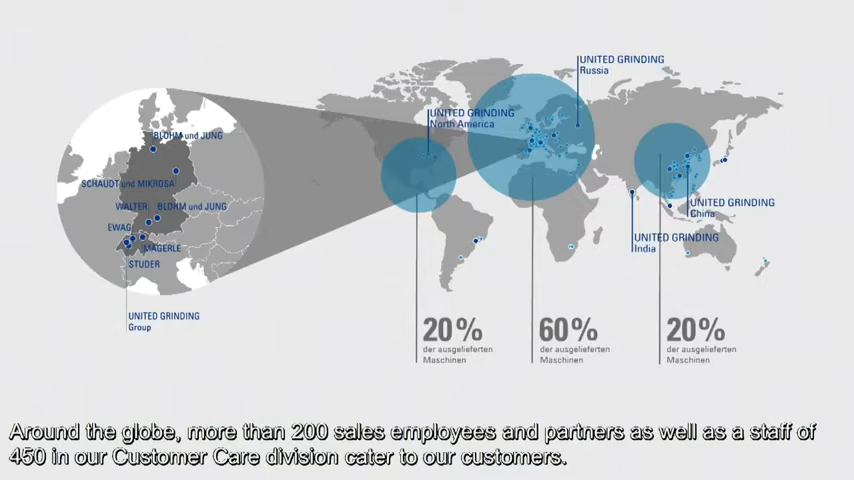 UNITED GRINDING
Russia
UNITED GRINDING
North America
BLOHM und JUNG
SCHAUDT und MIKROSA
WALTER
BLOHM und JUNG
EWAG
MÄGERLE
STUDER
UNITED GRINDING
Group
UNITED GRINDING
China
UNITED GRINDING
India
20%
der ausgelieferten
Maschinen
60%
der ausgelieferten
Maschinen
20%
der ausgelieferten
Maschinen
Around the globe, more than 200 sales employees and partners as well as a staff of
450 in our Customer Care division cater to our customers.